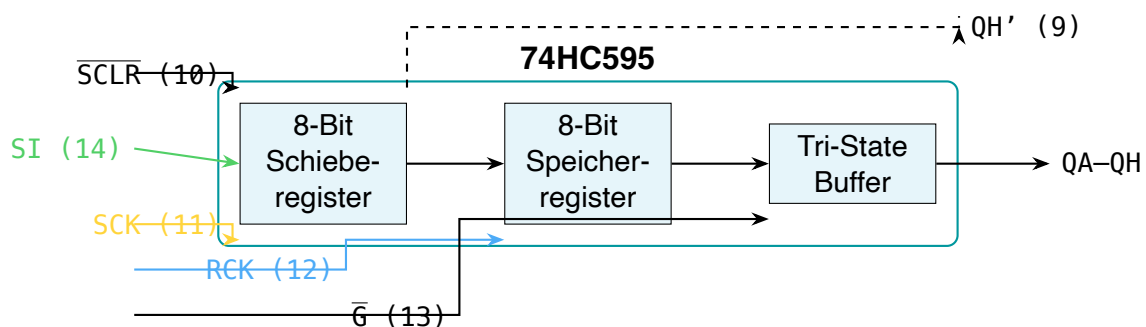 QH’ (9)
74HC595
SCLR (10)
8-Bit
Schiebe-
register
8-Bit
Speicher-
register
Tri-State
Buffer
SI (14)
QA–QH
SCK (11)
RCK (12)
G (13)